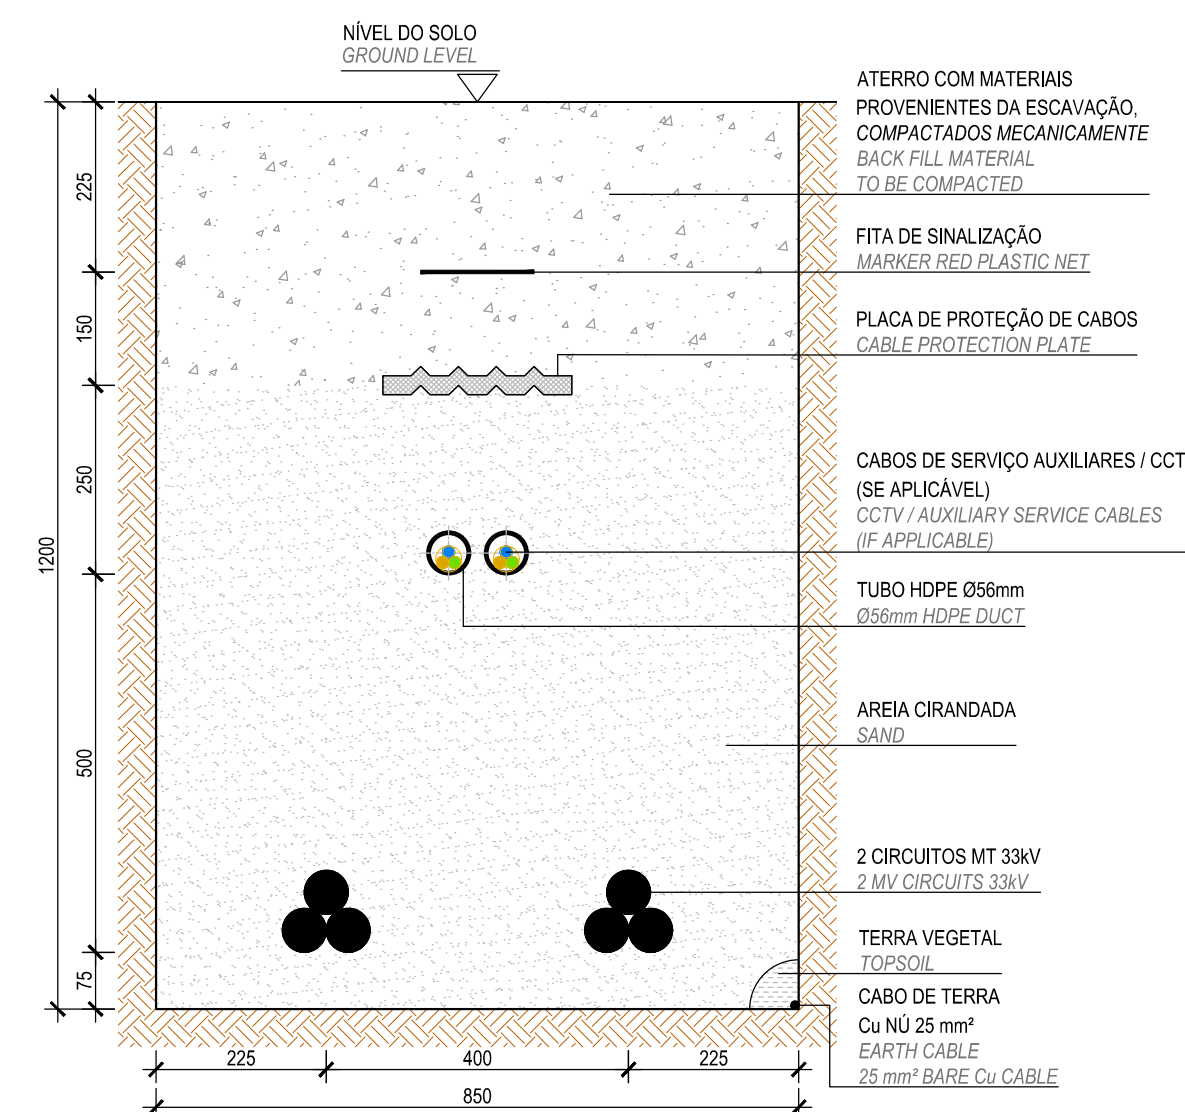 NÍVEL DO SOLO
GROUND LEVEL
ATERRO COM MATERIAIS
PROVENIENTES DA ESCAVAÇÃO,
COMPACTADOS MECANICAMENTE
BACK FILL MATERIAL
TO BE COMPACTED
FITA DE SINALIZAÇÃO
MARKER RED PLASTIC NET
PLACA DE PROTEÇÃO DE CABOS
CABLE PROTECTION PLATE
CABOS DE SERVIÇO AUXILIARES / CCT
(SE APLICÁVEL)
CCTV / AUXILIARY SERVICE CABLES
(IF APPLICABLE)
TUBO HDPE Ø56mm
Ø56mm HDPE DUCT
AREIA CIRANDADA
SAND
2 CIRCUITOS MT 33kV
2 MV CIRCUITS 33kV
TERRA VEGETAL
TOPSOIL
CABO DE TERRA
Cu NÚ 25 mm²
EARTH CABLE
25 mm² BARE Cu CABLE
225
150
250
500
75
1200
225
400
225
850